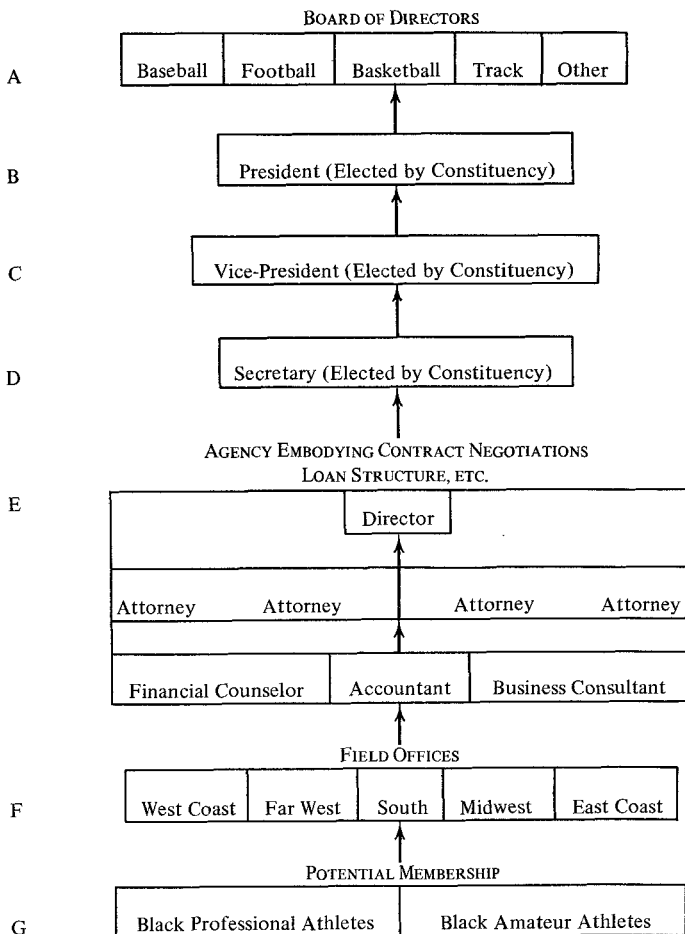 BOARD OF DIRECTORS
A Baseball Football Basketball Track Other
B President (Elected by Constituency)
C Vice-President (Elected by Constituency)
D Secretary (Elected by Constituency)
AGENCY EMBODYING CONTRACT NEGOTIATIONS
LOAN STRUCTURE, ETC.
E
Director
Attorney Attorney Attorney Attorney
Financial Counselor Accountant Business Consultant
FIELD OFFICES
F West Coast Far West South Midwest East Coast
POTENTIAL MEMBERSHIP
G Black Professional Athletes Black Amateur Athletes